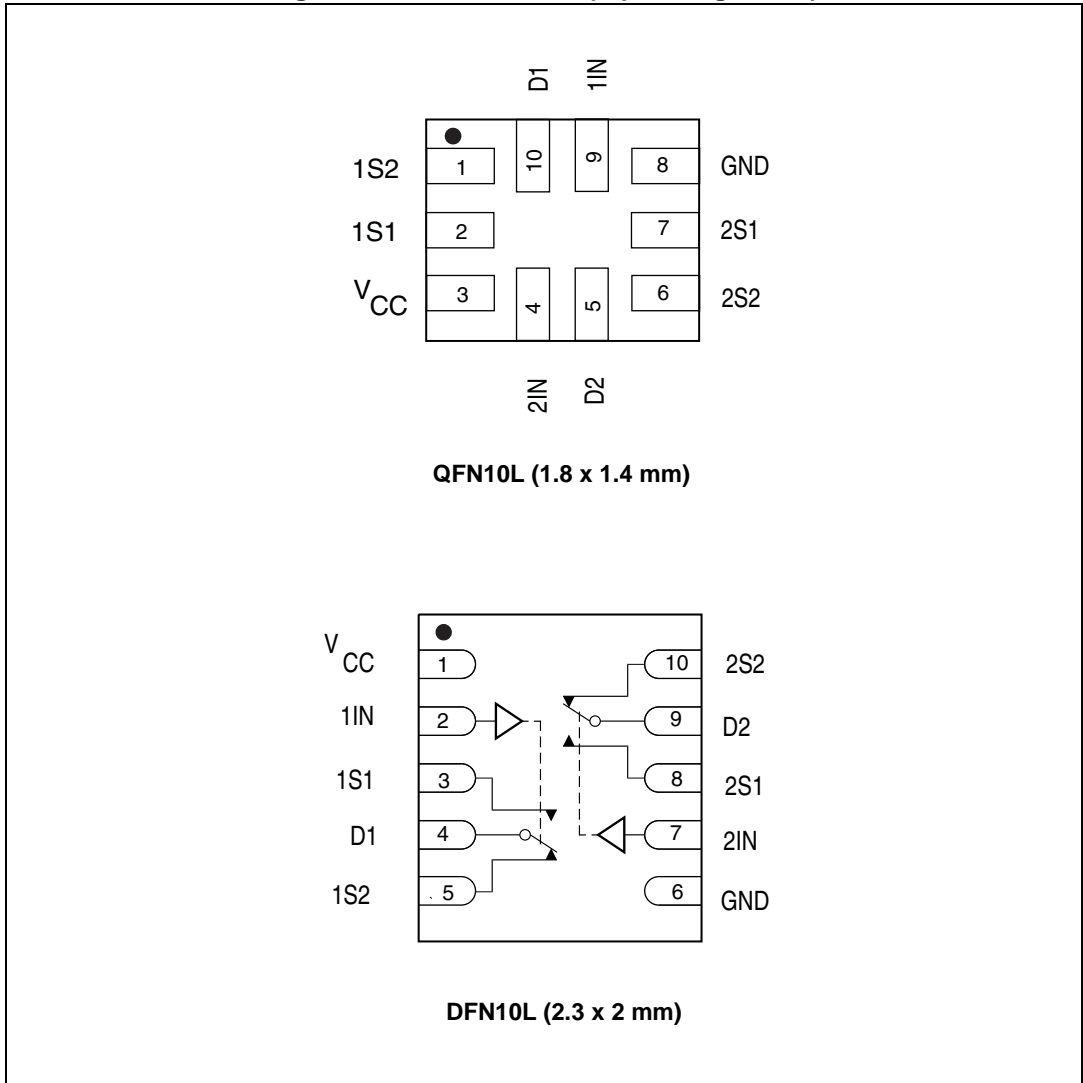 D1 1IN
1S2 1 10 9 8 GND
1S1 2 7 2S1
VCC 3 4 5 6 2S2
2IN D2
QFN10L (1.8 x 1.4 mm)
VCC 1 10 2S2
1IN 2 9 D2
1S1 3 8 2S1
D1 4 7 2IN
1S2 5 6 GND
DFN10L (2.3 x 2 mm)